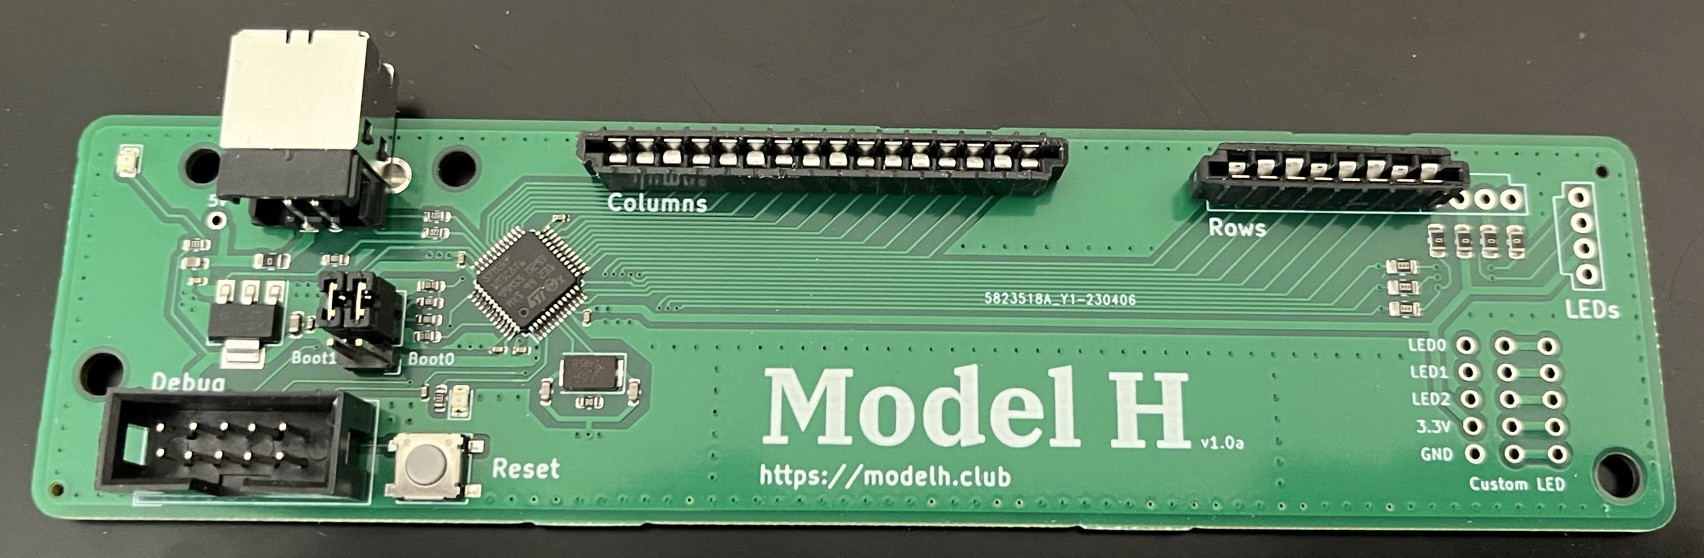 Columns
Rows
LEDs
5823518A_Y1-230406
Boot1
Boot0
Debug
Reset
Model H
v1.0a
https://modelh.club
LED0
LED1
LED2
3.3V
GND
Custom LED